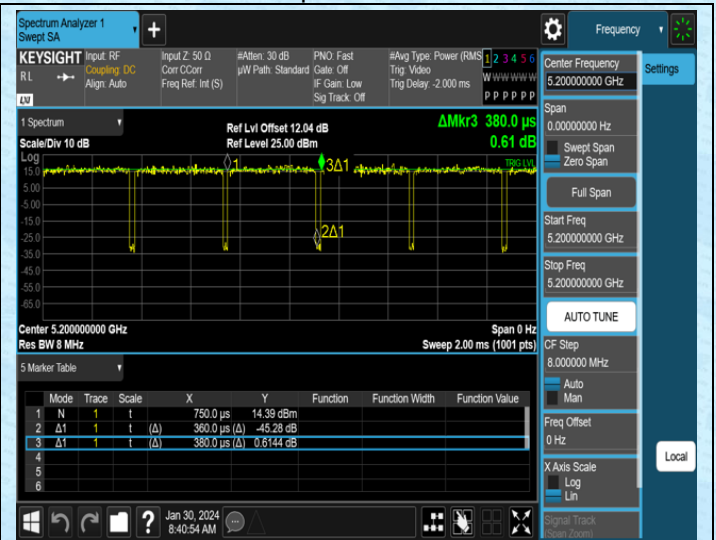 Spectrum Analyzer 1
Swept SA
+
Frequency
KEYSIGHT Input: RF Input Z: 50 Ω #Atten: 30 dB PNO: Fast #Avg Type: Power (RMS 1 2 3 4 5 6
RL Coupling: DC Corr CCorr µW Path: Standard Gate: Off Trig: Video W W W W W W
Align: Auto Freq Ref: Int (S) IF Gain: Low Trig Delay: -2.000 ms P P P P P P
Sig Track: Off
LXI
1 Spectrum
Ref Lvl Offset 12.04 dB ΔMkr3 380.0 µs
Scale/Div 10 dB Ref Level 25.00 dBm 0.61 dB
Log
1 3Δ1 TRIG LVL
15.0
5.00
-5.00
-15.0
2Δ1
-25.0
-35.0
-45.0
-55.0
-65.0
Center 5.200000000 GHz Span 0 Hz
Res BW 8 MHz Sweep 2.00 ms (1001 pts)
5 Marker Table
Mode Trace Scale X Y Function Function Width Function Value
1 N 1 t 750.0 µs 14.39 dBm
2 Δ1 1 t (Δ) 360.0 µs (Δ) -45.28 dB
3 Δ1 1 t (Δ) 380.0 µs (Δ) 0.6144 dB
4
5
6
?
Jan 30, 2024
8:40:54 AM
Center Frequency
5.200000000 GHz
Settings
Span
0.00000000 Hz
Swept Span
Zero Span
Full Span
Start Freq
5.200000000 GHz
Stop Freq
5.200000000 GHz
AUTO TUNE
CF Step
8.000000 MHz
Auto
Man
Freq Offset
0 Hz
Local
X Axis Scale
Log
Lin
Signal Track
(Span Zoom)